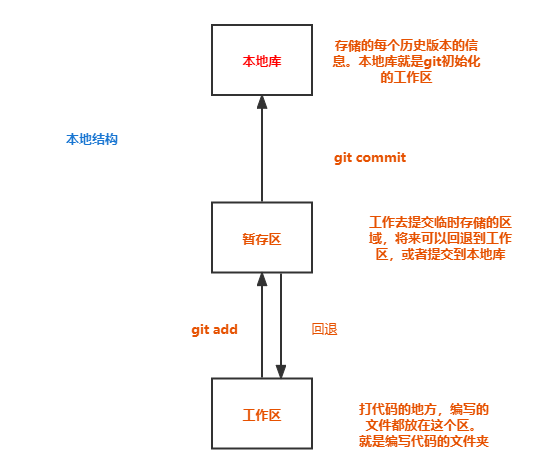 本地库
存储的每个历史版本的信
息。本地库就是git初始化
的工作区
本地结构
git commit
暂存区
工作去提交临时存储的区
域，将来可以回退到工作
区，或者提交到本地库
git add
回退
工作区
打代码的地方，编写的
文件都放在这个区。
就是编写代码的文件夹